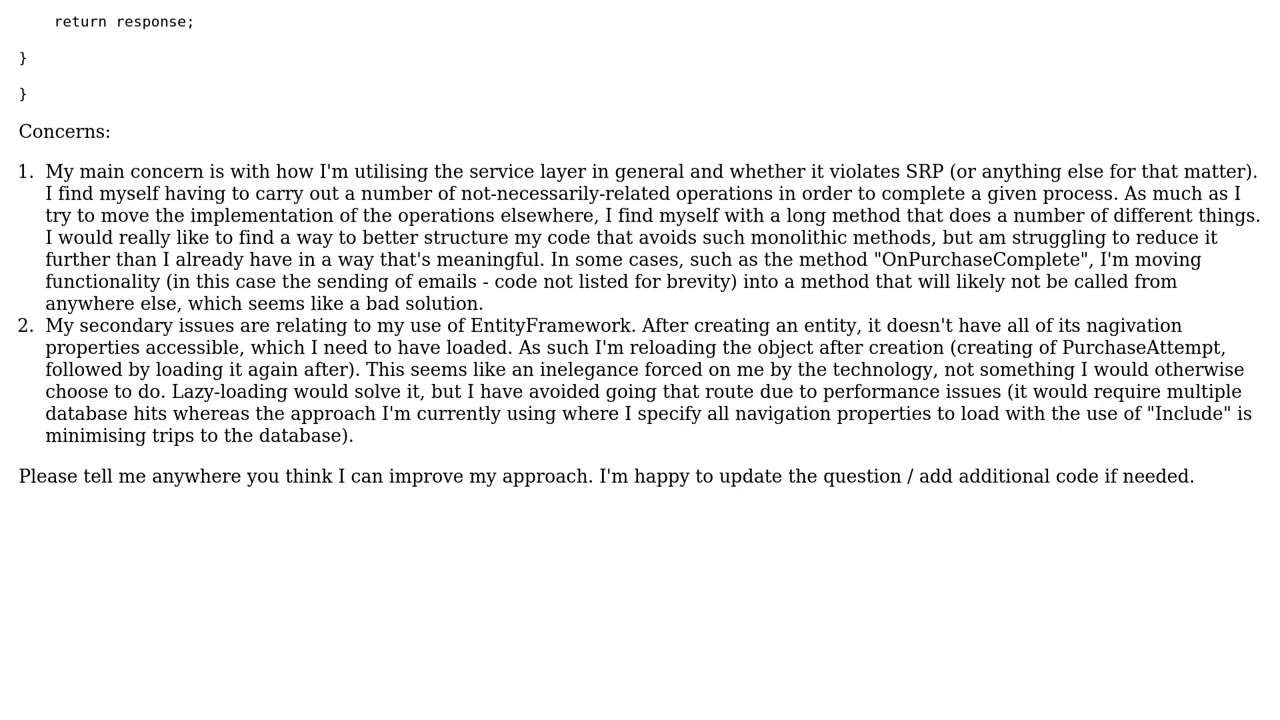 return response;
}
}
Concerns:
1. My main concern is with how I'm utilising the service layer in general and whether it violates SRP (or anything else for that matter).
I find myself having to carry out a number of not-necessarily-related operations in order to complete a given process. As much as I
try to move the implementation of the operations elsewhere, I find myself with a long method that does a number of different things.
I would really like to find a way to better structure my code that avoids such monolithic methods, but am struggling to reduce it
further than I already have in a way that's meaningful. In some cases, such as the method "OnPurchaseComplete", I'm moving
functionality (in this case the sending of emails - code not listed for brevity) into a method that will likely not be called from
anywhere else, which seems like a bad solution.
2. My secondary issues are relating to my use of EntityFramework. After creating an entity, it doesn't have all of its nagivation
properties accessible, which I need to have loaded. As such I'm reloading the object after creation (creating of PurchaseAttempt,
followed by loading it again after). This seems like an inelegance forced on me by the technology, not something I would otherwise
choose to do. Lazy-loading would solve it, but I have avoided going that route due to performance issues (it would require multiple
database hits whereas the approach I'm currently using where I specify all navigation properties to load with the use of "Include" is
minimising trips to the database).
Please tell me anywhere you think I can improve my approach. I'm happy to update the question / add additional code if needed.